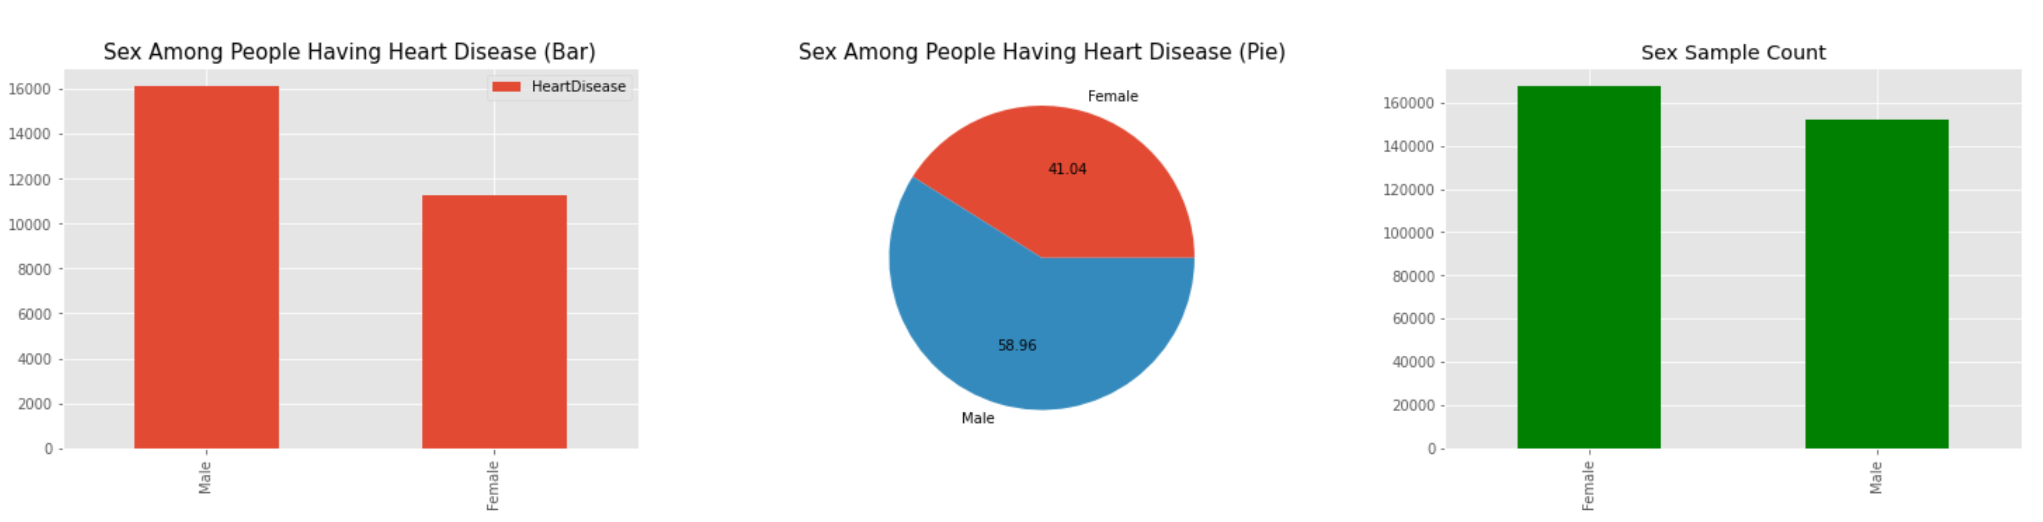 Sex Among People Having Heart Disease (Bar)
16000
14000
12000
10000
8000
6000
4000
2000
0
HeartDisease
Male
Female
Sex Among People Having Heart Disease (Pie)
Female
41.04
58.96
Male
Sex Sample Count
160000
140000
120000
100000
80000
60000
40000
20000
0
Female
Male